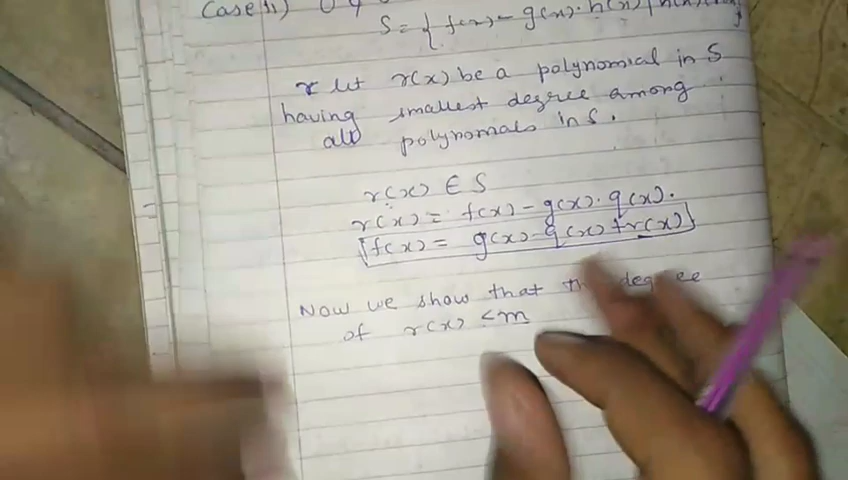 Case ii)
S = { f(x) - g(x) . h(x) | h(x)
let r(x) be a polynomial in S
having smallest degree among
all polynomials in S.
r(x) ∈ S
r(x) = f(x) - g(x) . q(x).
f(x) = g(x) . q(x) + r(x)
Now we show that the degree
of r(x) < m